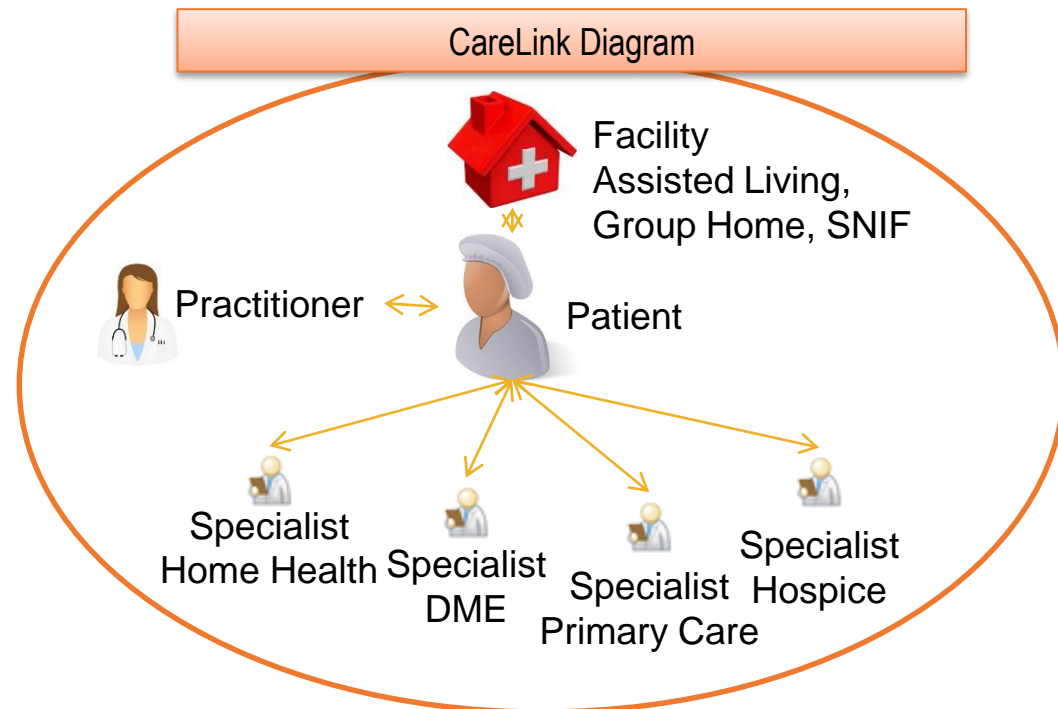 CareLink Diagram
Facility
Assisted Living,
Group Home, SNIF
Practitioner
Patient
Specialist
Home Health
Specialist
DME
Specialist
Primary Care
Specialist
Hospice